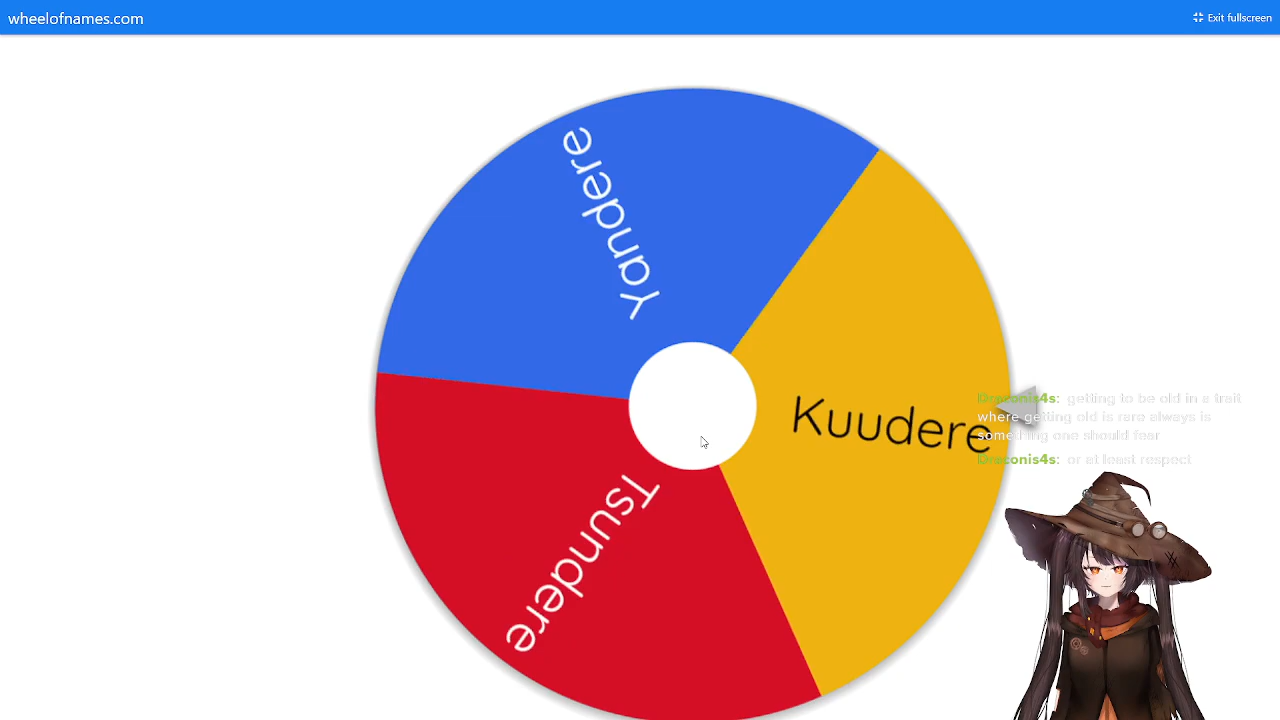 wheelofnames.com
Exit fullscreen
Yandere
Kuudere
Tsundere
Draconis4s: getting to be old in a trait
where getting old is rare always is
something one should fear
Draconis4s: or at least respect